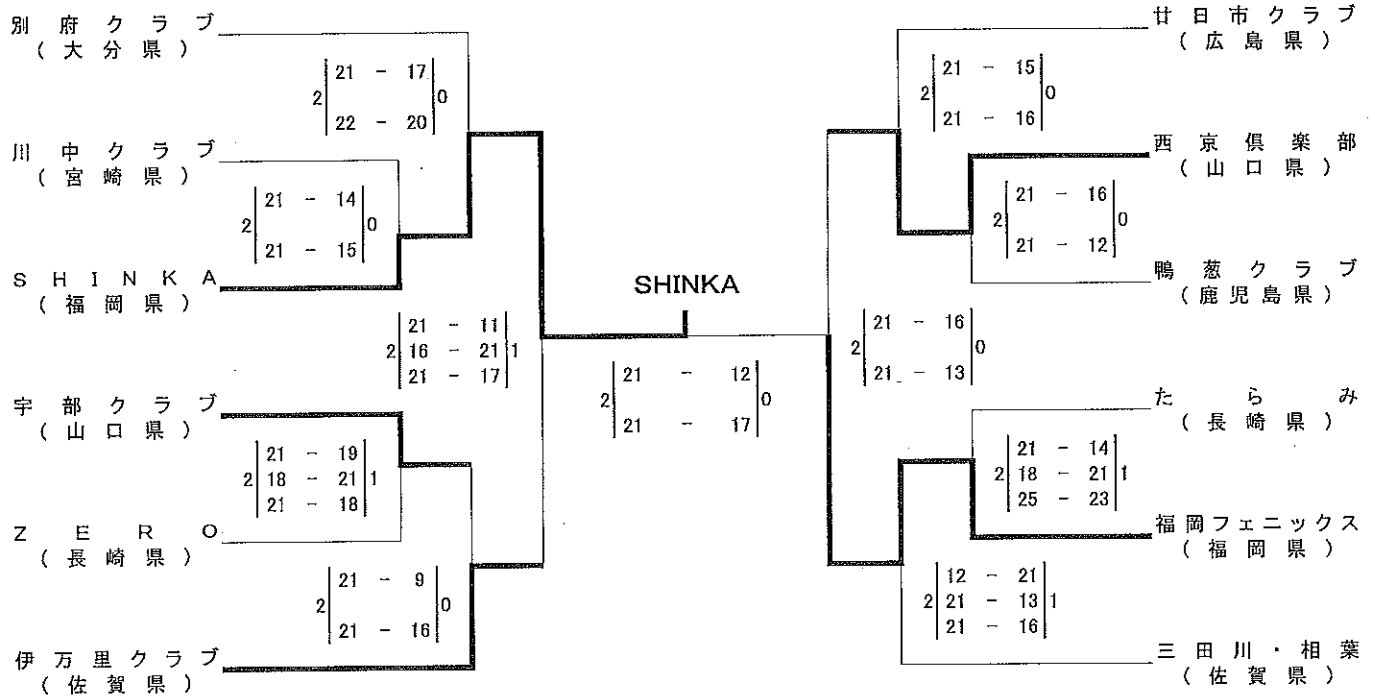 別府クラブ
(大分県)
2 21 - 17 0
22 - 20
川中クラブ
(宮崎県)
2 21 - 14 0
21 - 15
SHINKA
(福岡県)
2 21 - 11 1
16 - 21
21 - 17
宇部クラブ
(山口県)
2 21 - 19 1
18 - 21
21 - 18
ZERO
(長崎県)
2 21 - 9 0
21 - 16
伊万里クラブ
(佐賀県)
SHINKA
2 21 - 12 0
21 - 17
廿日市クラブ
(広島県)
2 21 - 15 0
21 - 16
西京倶楽部
(山口県)
2 21 - 16 0
21 - 12
鴨葱クラブ
(鹿児島県)
2 21 - 16 0
21 - 13
たらみ
(長崎県)
2 21 - 14 1
18 - 21
25 - 23
福岡フェニックス
(福岡県)
2 12 - 21 1
21 - 13
21 - 16
三田川・相葉
(佐賀県)